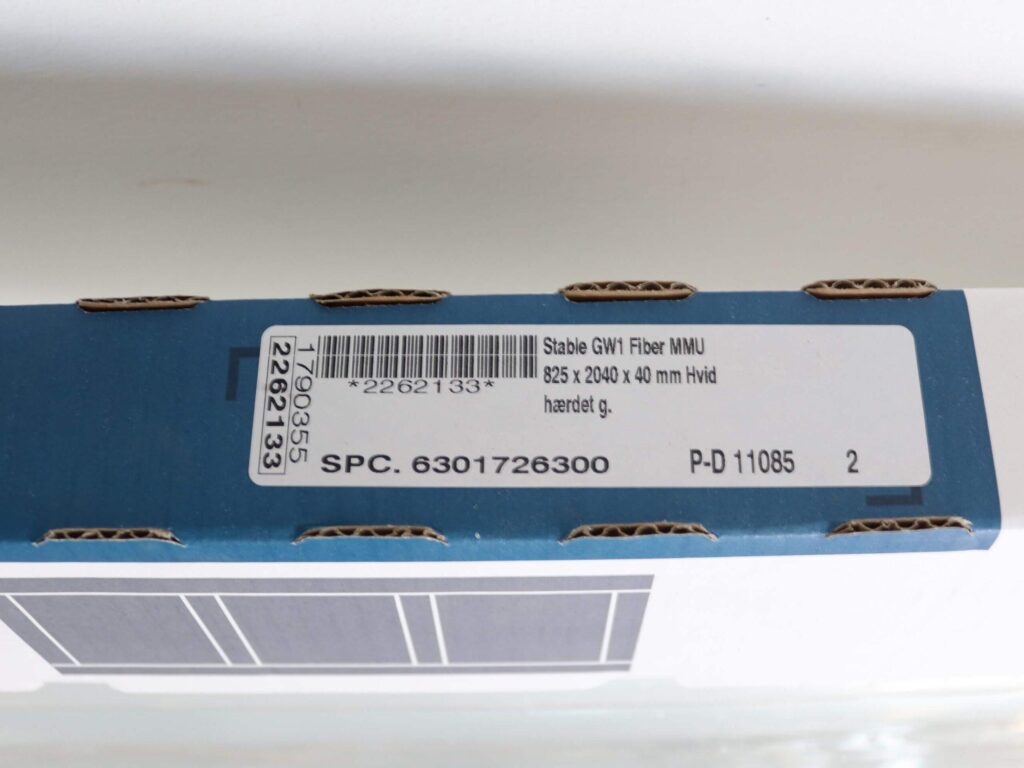 2262133
1790355
*2262133*
Stable GW1 Fiber MMU
825 x 2040 x 40 mm Hvid
hærdet g.
SPC. 6301726300
P-D 11085 2